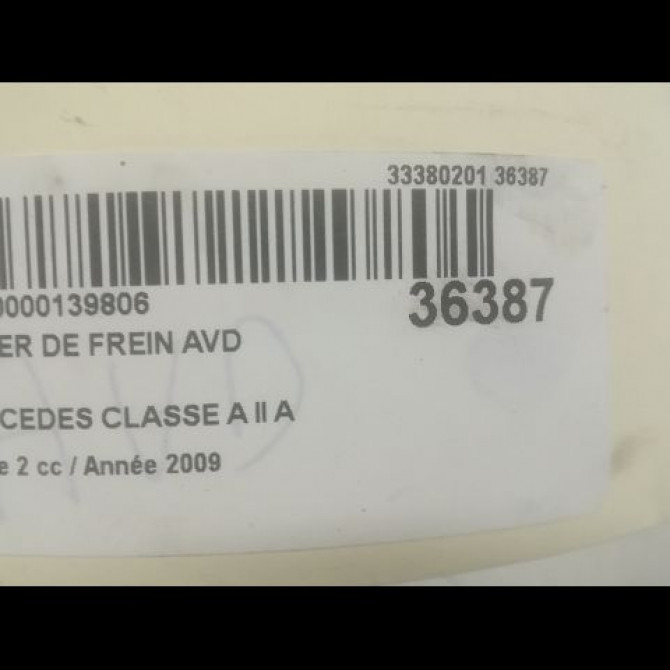 33380201 36387
0000139806
36387
ER DE FREIN AVD
CEDES CLASSE A II A
e 2 cc / Année 2009